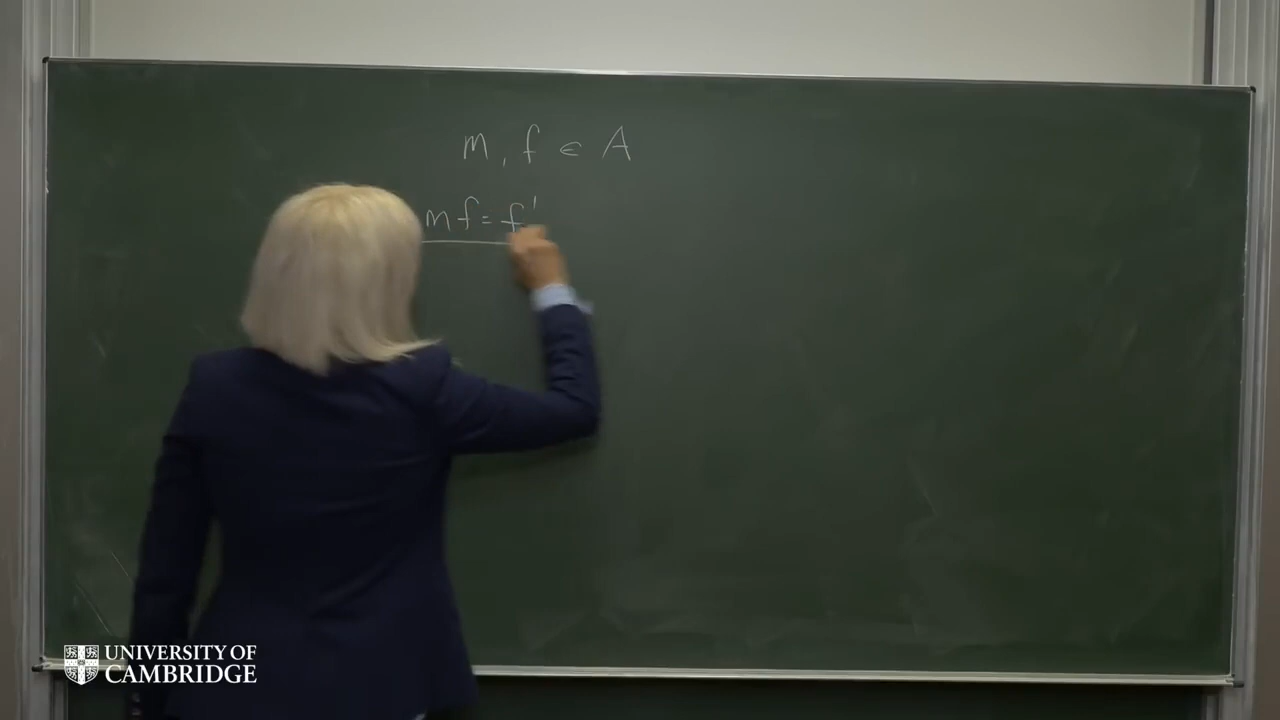 m, f ∈ A
mf = f'
UNIVERSITY OF
CAMBRIDGE